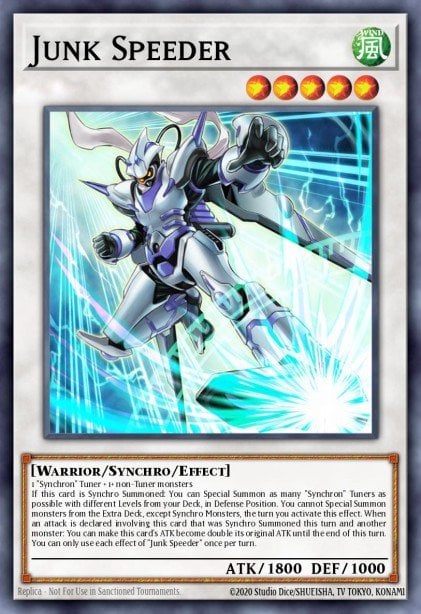 JUNK SPEEDER
WIND
風
[WARRIOR/SYNCHRO/EFFECT]
1 "Synchron" Tuner + 1+ non-Tuner monsters
If this card is Synchro Summoned: You can Special Summon as many "Synchron" Tuners as
possible with different Levels from your Deck, in Defense Position. You cannot Special Summon
monsters from the Extra Deck, except Synchro Monsters, the turn you activate this effect. When
an attack is declared involving this card that was Synchro Summoned this turn and another
monster: You can make this card's ATK become double its original ATK until the end of this turn.
You can only use each effect of "Junk Speeder" once per turn.
ATK/1800 DEF/1000
Replica - Not For Use in Sanctioned Tournaments.
©2020 Studio Dice/SHUEISHA, TV TOKYO, KONAMI